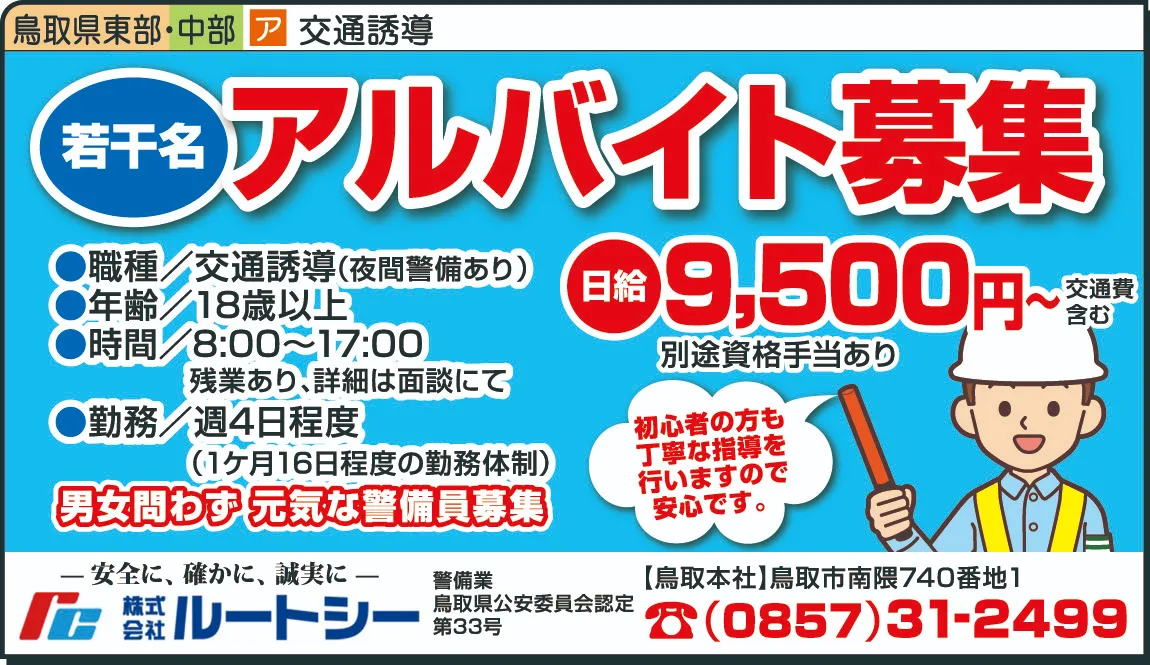 鳥取県東部・中部 ア 交通誘導
若干名 アルバイト募集
●職種／交通誘導（夜間警備あり）
●年齢／18歳以上
●時間／8:00〜17:00
残業あり、詳細は面談にて
●勤務／週4日程度
（1ケ月16日程度の勤務体制）
男女問わず 元気な警備員募集
日給 9,500円〜 交通費
含む
別途資格手当あり
初心者の方も
丁寧な指導を
行いますので
安心です。
― 安全に、確かに、誠実に ―
rc 株式
会社 ルートシー
警備業
鳥取県公安委員会認定
第33号
【鳥取本社】鳥取市南隈740番地1
☎（0857）31-2499